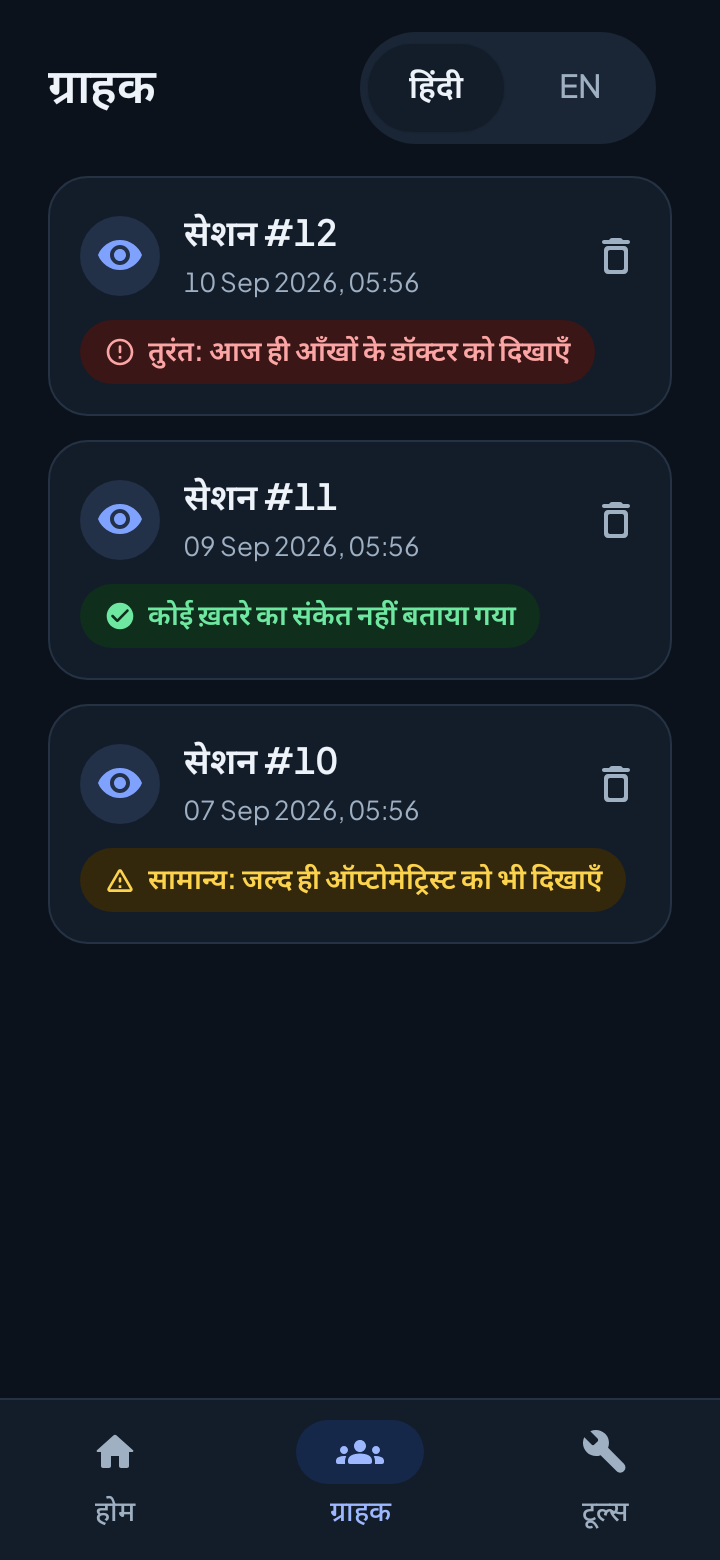 ग्राहक
हिंदी
EN
सेशन #12
10 Sep 2026, 05:56
तुरंत: आज ही आँखों के डॉक्टर को दिखाएँ
सेशन #11
09 Sep 2026, 05:56
कोई ख़तरे का संकेत नहीं बताया गया
सेशन #10
07 Sep 2026, 05:56
सामान्य: जल्द ही ऑप्टोमेट्रिस्ट को भी दिखाएँ
होम
ग्राहक
टूल्स